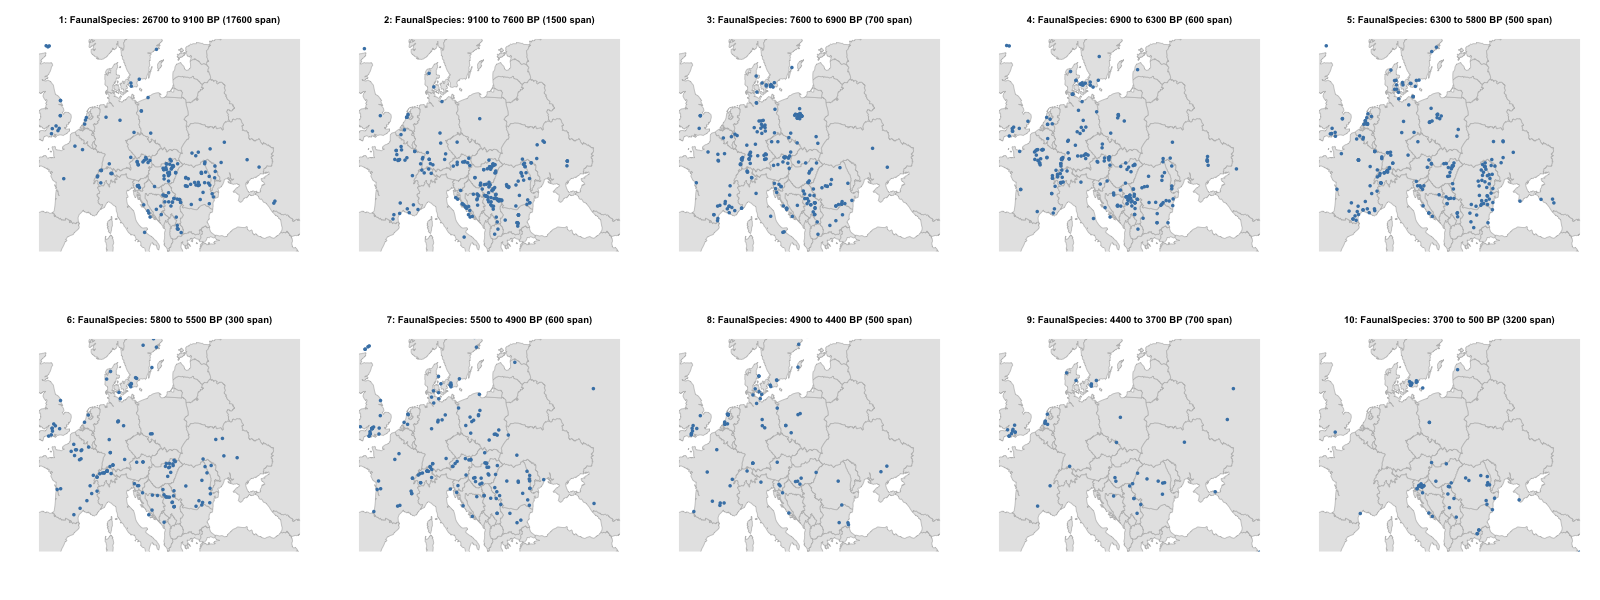 1: FaunalSpecies: 26700 to 9100 BP (17600 span)
2: FaunalSpecies: 9100 to 7600 BP (1500 span)
3: FaunalSpecies: 7600 to 6900 BP (700 span)
4: FaunalSpecies: 6900 to 6300 BP (600 span)
5: FaunalSpecies: 6300 to 5800 BP (500 span)
6: FaunalSpecies: 5800 to 5500 BP (300 span)
7: FaunalSpecies: 5500 to 4900 BP (600 span)
8: FaunalSpecies: 4900 to 4400 BP (500 span)
9: FaunalSpecies: 4400 to 3700 BP (700 span)
10: FaunalSpecies: 3700 to 500 BP (3200 span)